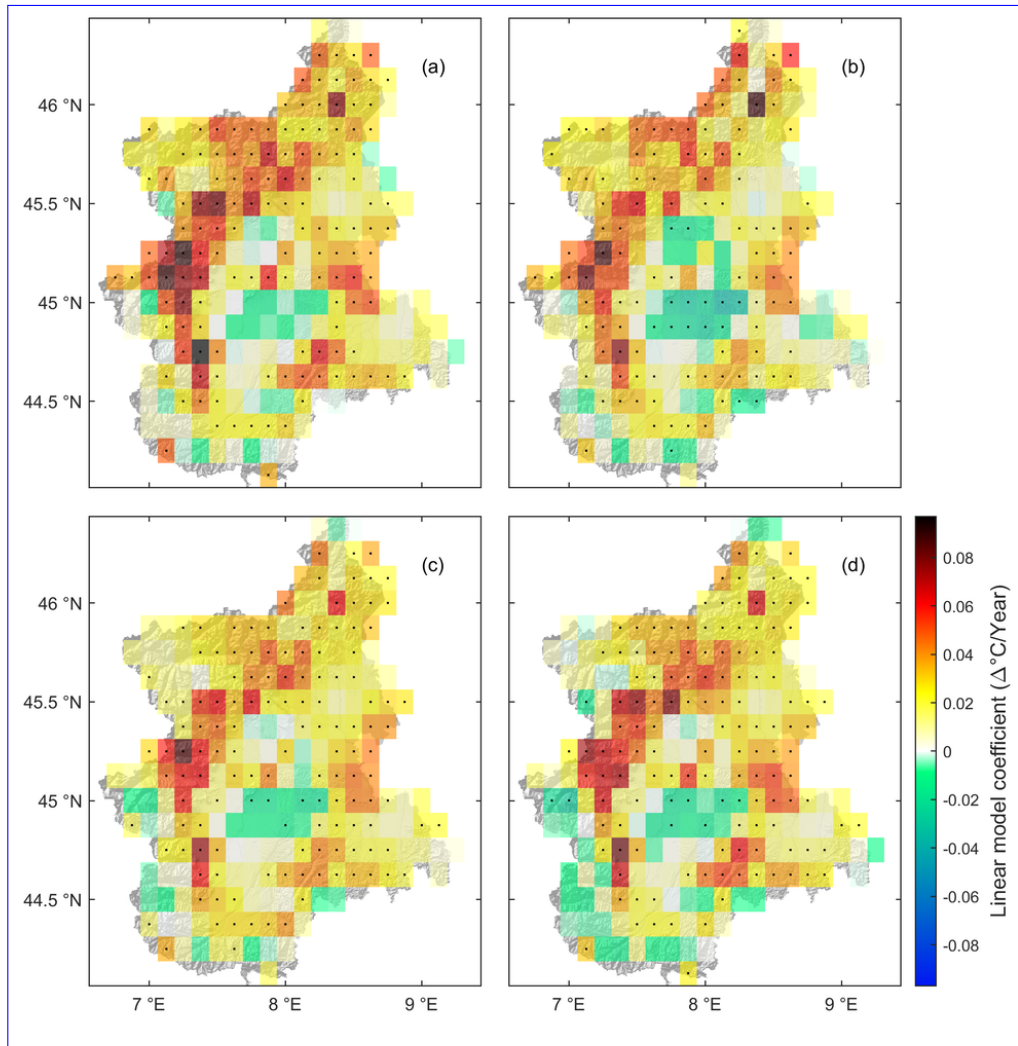 (a)
(b)
46 °N
45.5 °N
45 °N
44.5 °N
(c)
(d)
46 °N
45.5 °N
45 °N
44.5 °N
7 °E
8 °E
9 °E
7 °E
8 °E
9 °E
0.08
0.06
0.04
0.02
0
-0.02
-0.04
-0.06
-0.08
Linear model coefficient (Δ°C/Year)